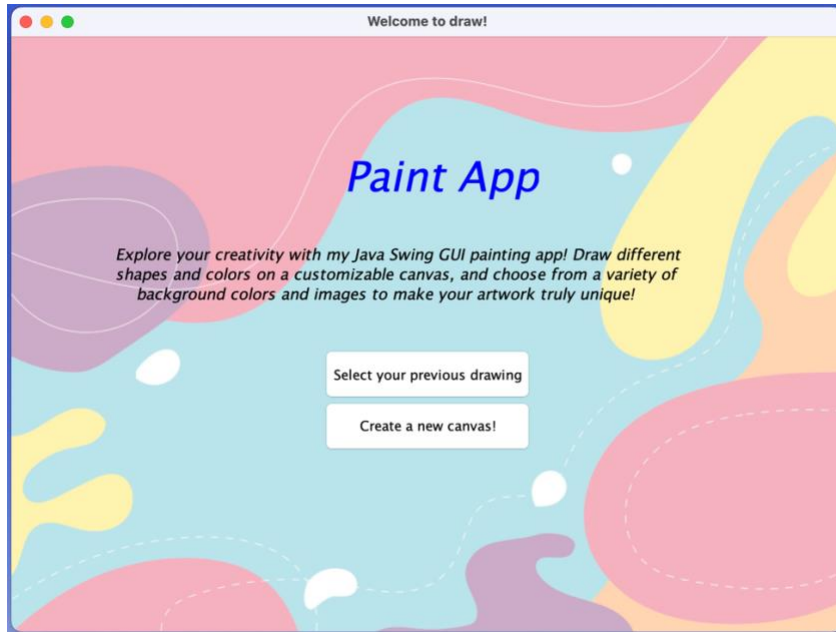 Welcome to draw!
Paint App
Explore your creativity with my Java Swing GUI painting app! Draw different
shapes and colors on a customizable canvas, and choose from a variety of
background colors and images to make your artwork truly unique!
Select your previous drawing
Create a new canvas!